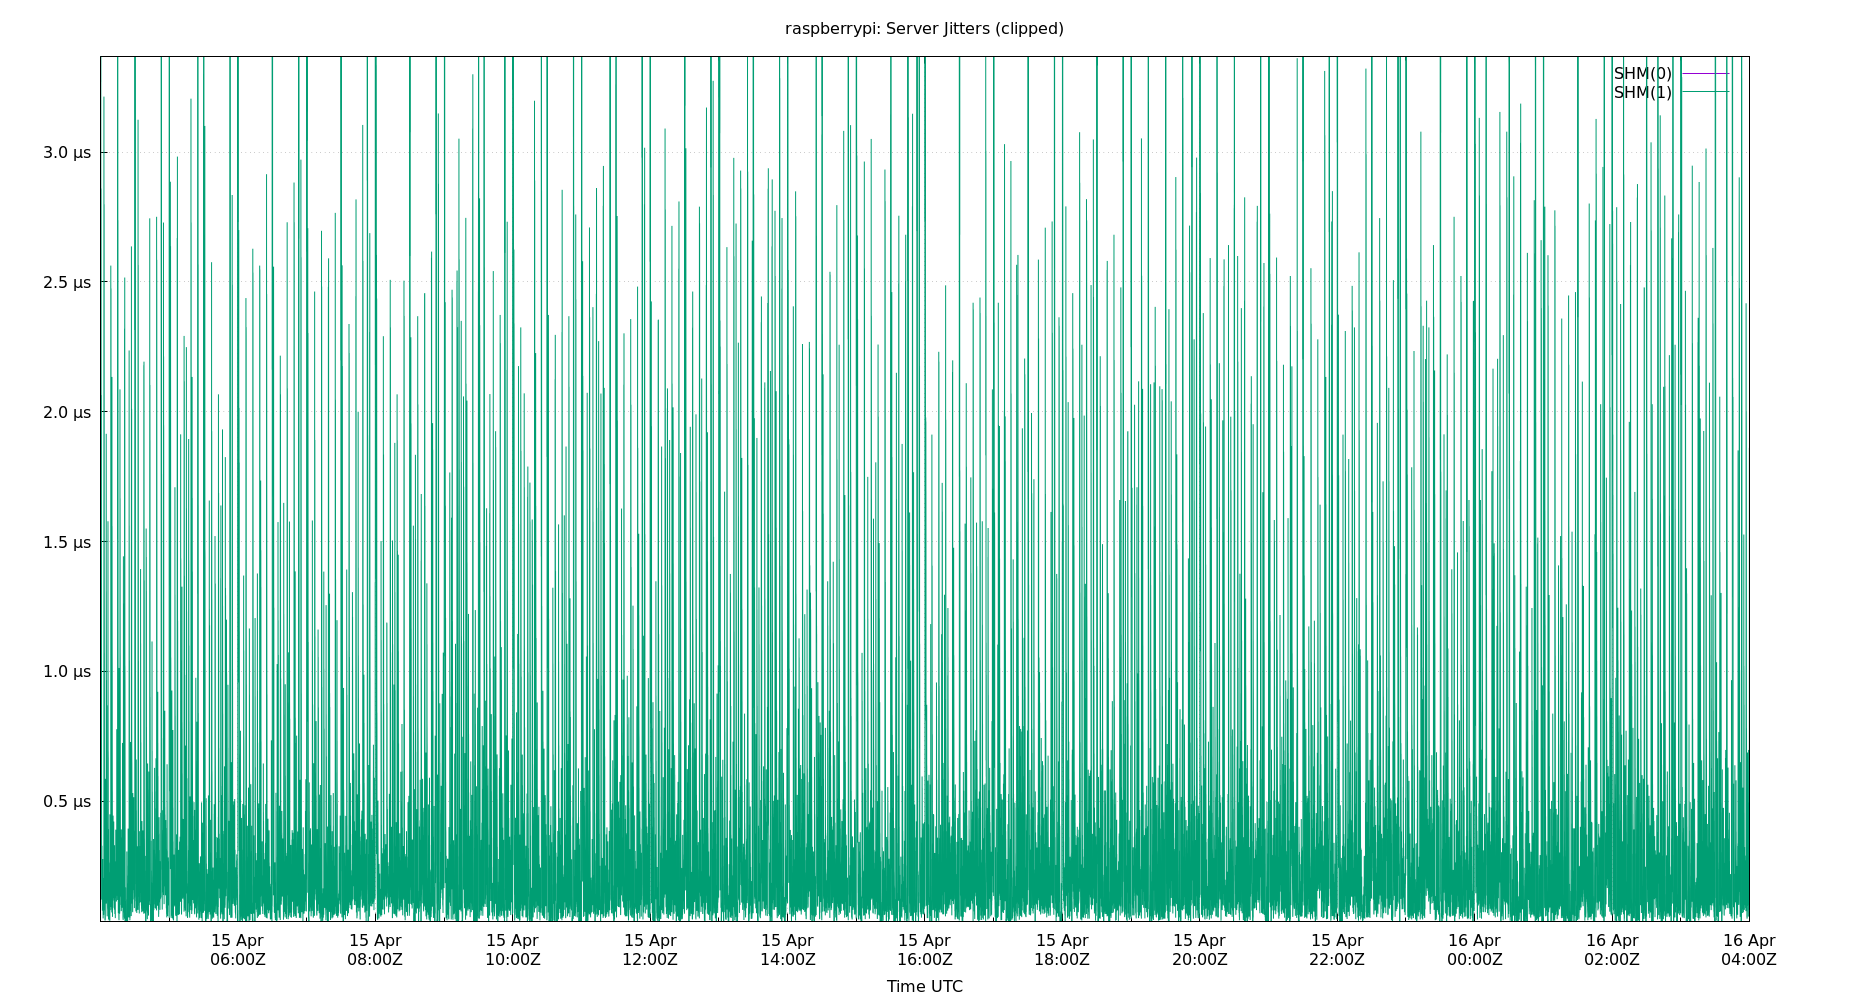 raspberrypi: Server Jitters (clipped)
SHM(0)
SHM(1)
3.0 μs
2.5 μs
2.0 μs
1.5 μs
1.0 μs
0.5 μs
15 Apr 15 Apr 15 Apr 15 Apr 15 Apr 15 Apr 15 Apr 15 Apr 15 Apr 16 Apr 16 Apr 16 Apr
06:00Z 08:00Z 10:00Z 12:00Z 14:00Z 16:00Z 18:00Z 20:00Z 22:00Z 00:00Z 02:00Z 04:00Z
Time UTC